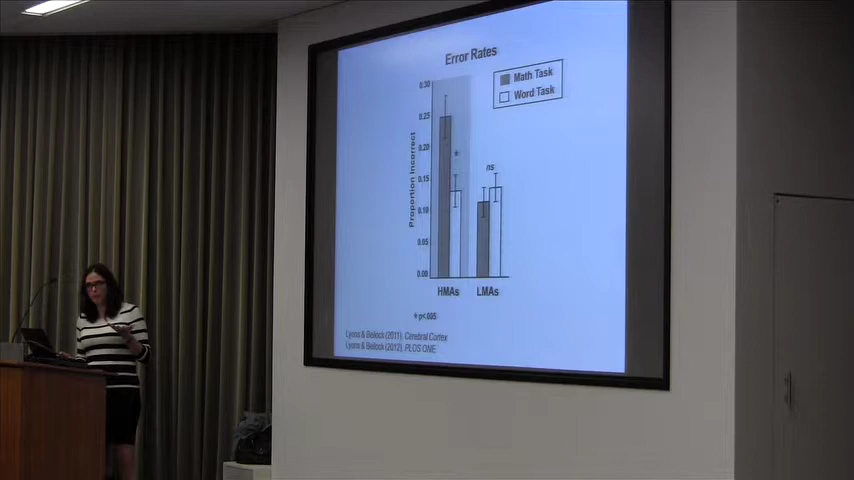 Error Rates
Math Task
Word Task
Proportion Incorrect
0.30
0.25
0.20
0.15
0.10
0.05
0.00
*
ns
HMAs
LMAs
* p<.005
Lyons & Beilock (2011), Cerebral Cortex
Lyons & Beilock (2012), PLOS ONE